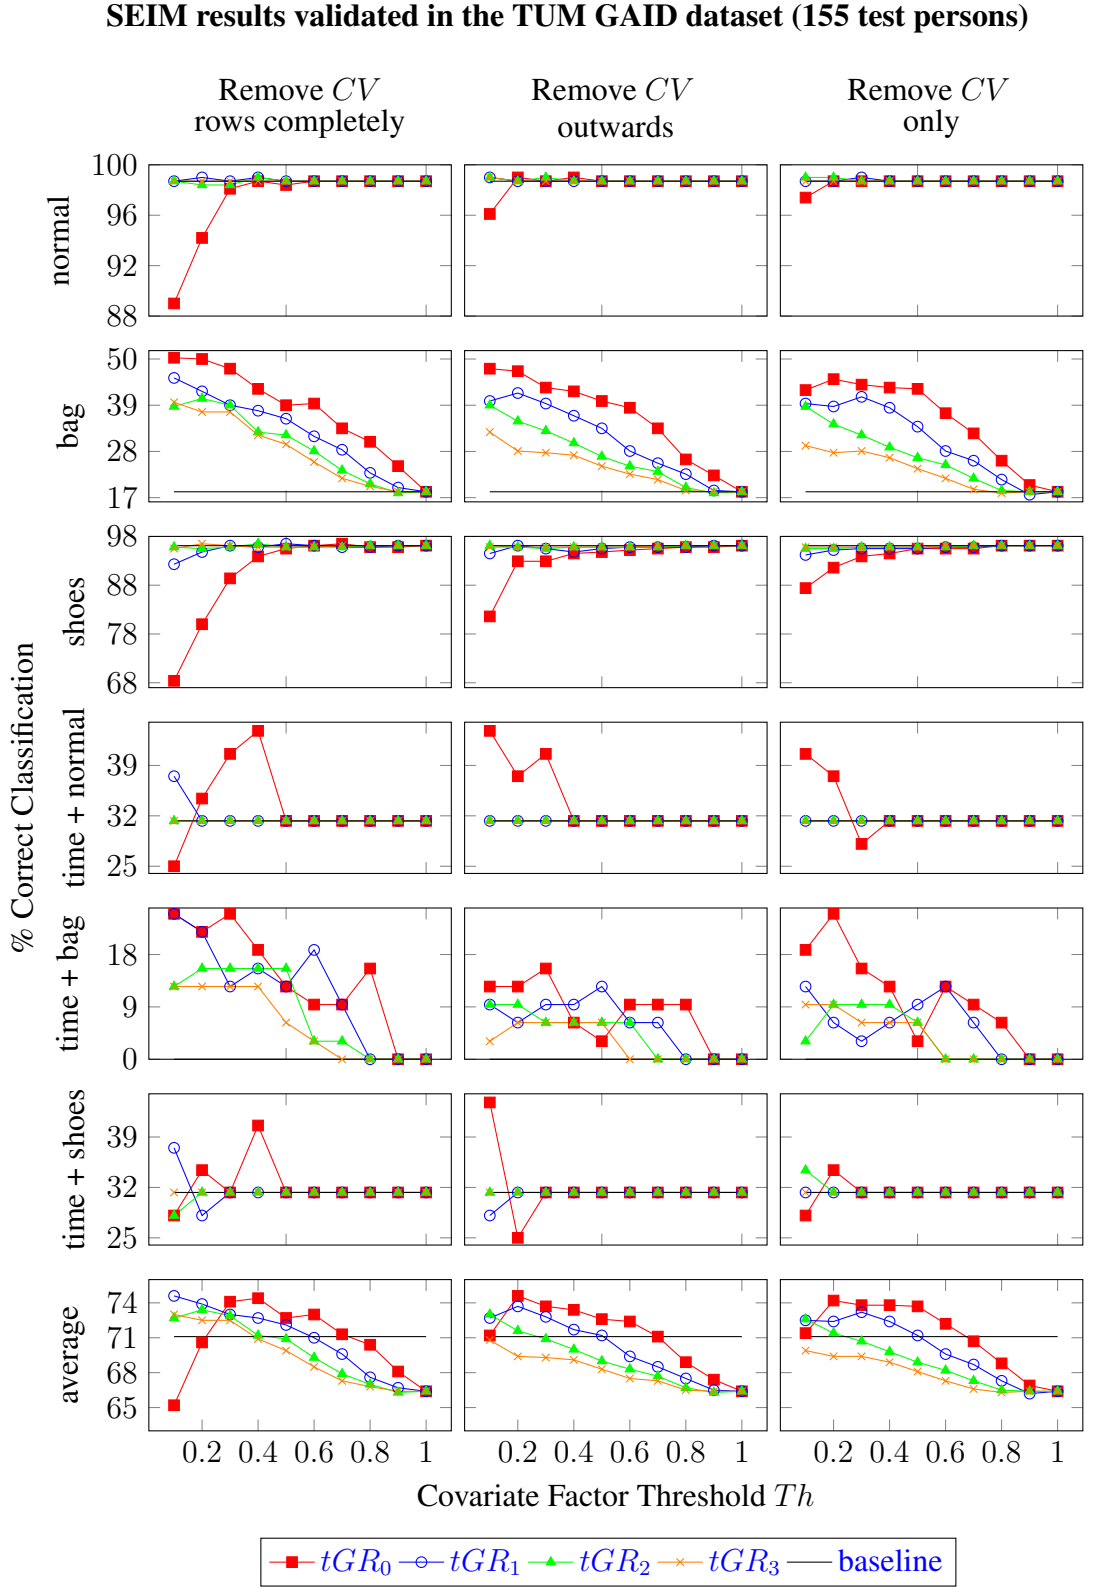 SEIM results validated in the TUM GAID dataset (155 test persons)
Remove CV
rows completely
Remove CV
outwards
Remove CV
only
% Correct Classification
normal
100
96
92
88
bag
50
39
28
17
shoes
98
88
78
68
time + normal
39
32
25
time + bag
18
9
0
time + shoes
39
32
25
average
74
71
68
65
0.2 0.4 0.6 0.8 1
0.2 0.4 0.6 0.8 1
0.2 0.4 0.6 0.8 1
Covariate Factor Threshold Th
tGR0 tGR1 tGR2 tGR3 baseline